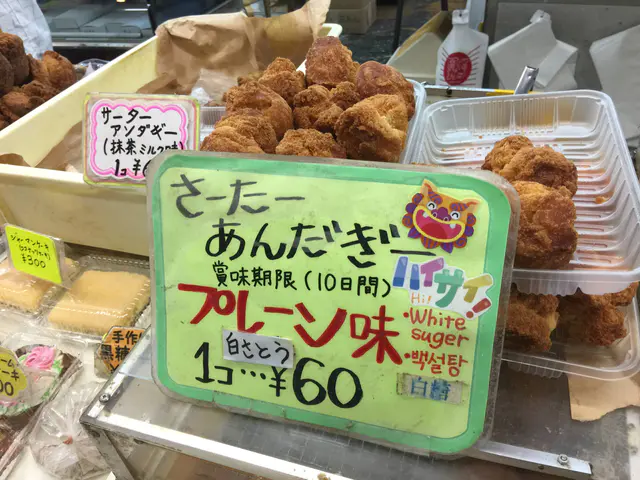 サーター
アンダギー
(抹茶ミルク味)
1コ¥6
さーたー
あんだぎー
賞味期限(10日間)
ハイサイ!
Hi!
プレーン味
・White
suger
・백설탕
白さとう
白糖
1コ…¥60
¥300
手作り
黒糖